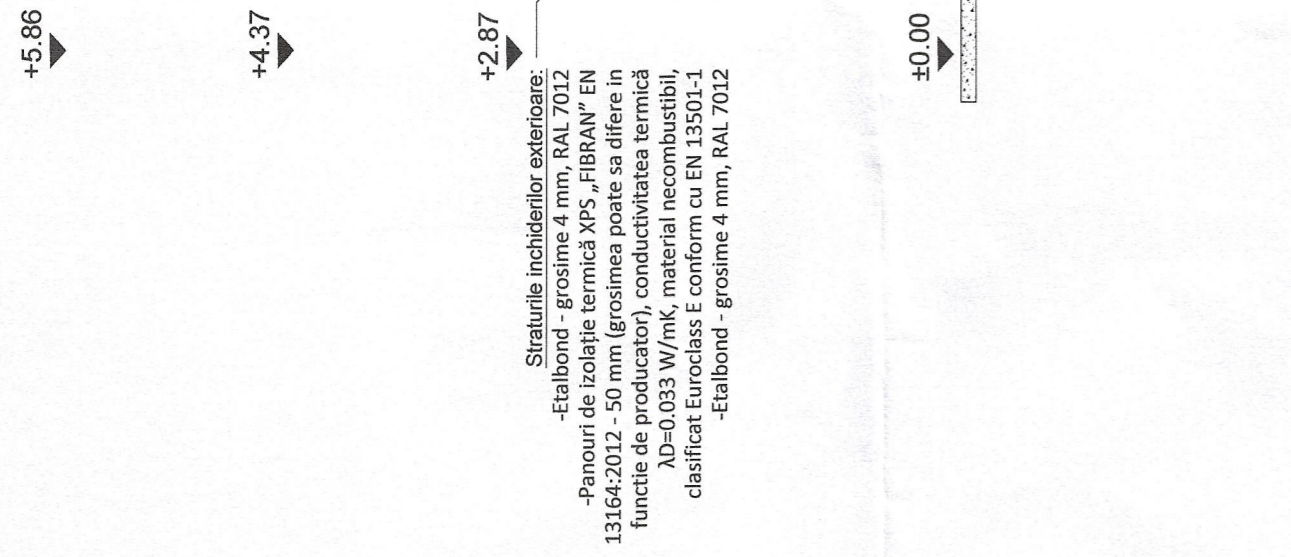 +5.86
+4.37
+2.87
Straturile inchiderilor exterioare:
-Etalbond - grosime 4 mm, RAL 7012
-Panouri de izolație termică XPS „FIBRAN” EN
13164:2012 - 50 mm (grosimea poate sa difere in
functie de producator), conductivitatea termică
λD=0.033 W/mK, material necombustibil,
clasificat Euroclass E conform cu EN 13501-1
-Etalbond - grosime 4 mm, RAL 7012
±0.00